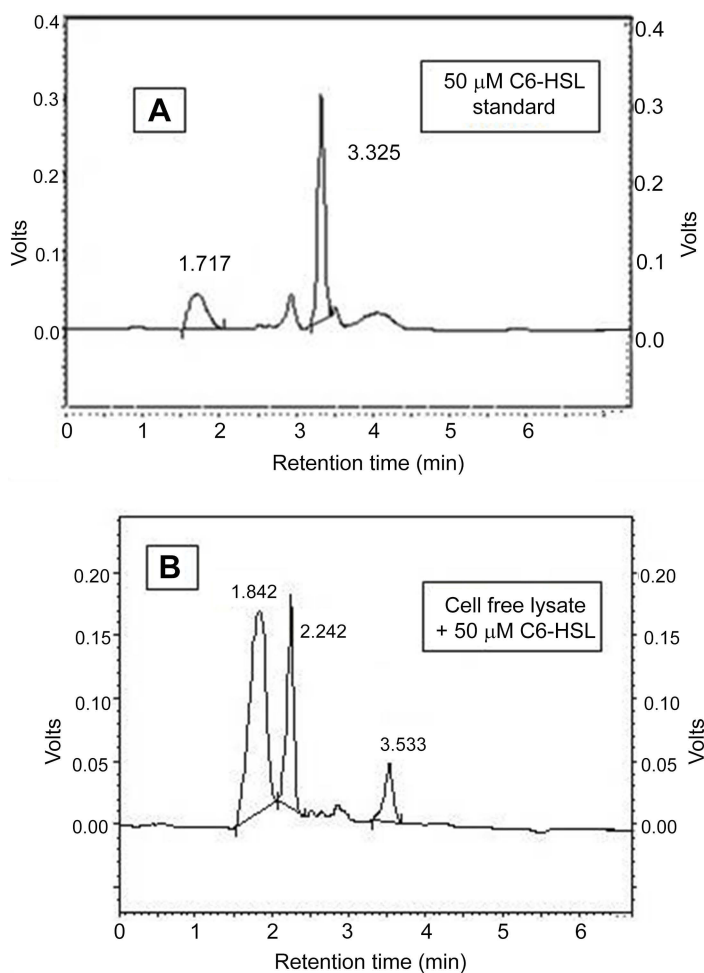 0.4
0.4
A
50 μM C6-HSL
standard
0.3
0.3
3.325
0.2
0.2
Volts
Volts
1.717
0.1
0.1
0.0
0.0
0 1 2 3 4 5 6 7
Retention time (min)
B
0.20
0.20
1.842
Cell free lysate
+ 50 μM C6-HSL
2.242
0.15
0.15
0.10
0.10
Volts
Volts
3.533
0.05
0.05
0.00
0.00
0 1 2 3 4 5 6
Retention time (min)